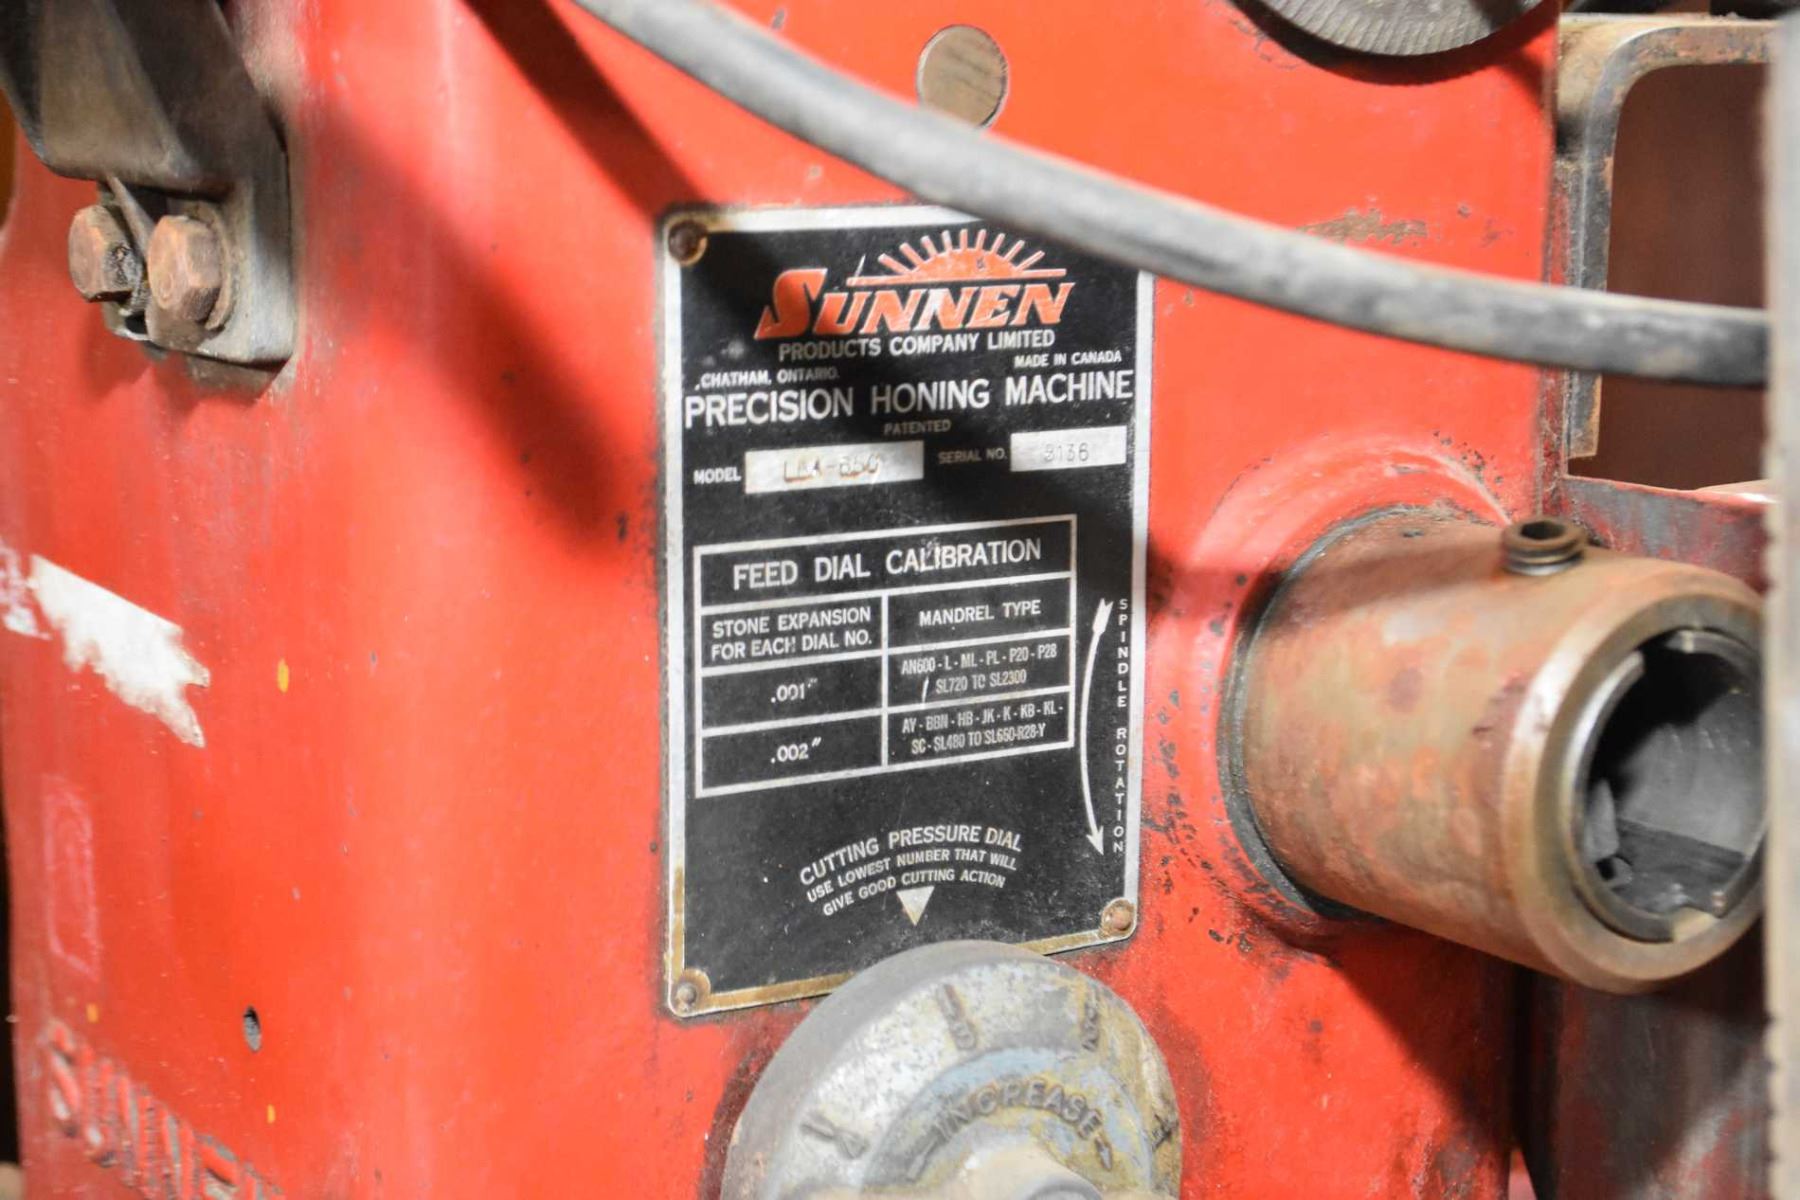 SUNNEN
PRODUCTS COMPANY LIMITED
CHATHAM, ONTARIO.
MADE IN CANADA
PRECISION HONING MACHINE
PATENTED
MODEL
SERIAL NO. 3136
FEED DIAL CALIBRATION
STONE EXPANSION
FOR EACH DIAL NO.
MANDREL TYPE
.001"
AN600 - L - ML - PL - P20 - P28
SL720 TO SL2300
.002"
AY - BBN - HB - JK - K - KB - KL -
SC - SL480 TO SL660-R28-Y
SPINDLE ROTATION
CUTTING PRESSURE DIAL
USE LOWEST NUMBER THAT WILL
GIVE GOOD CUTTING ACTION
3 2
INCREASE